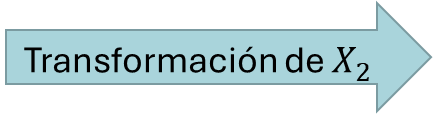 Transformación de X₂